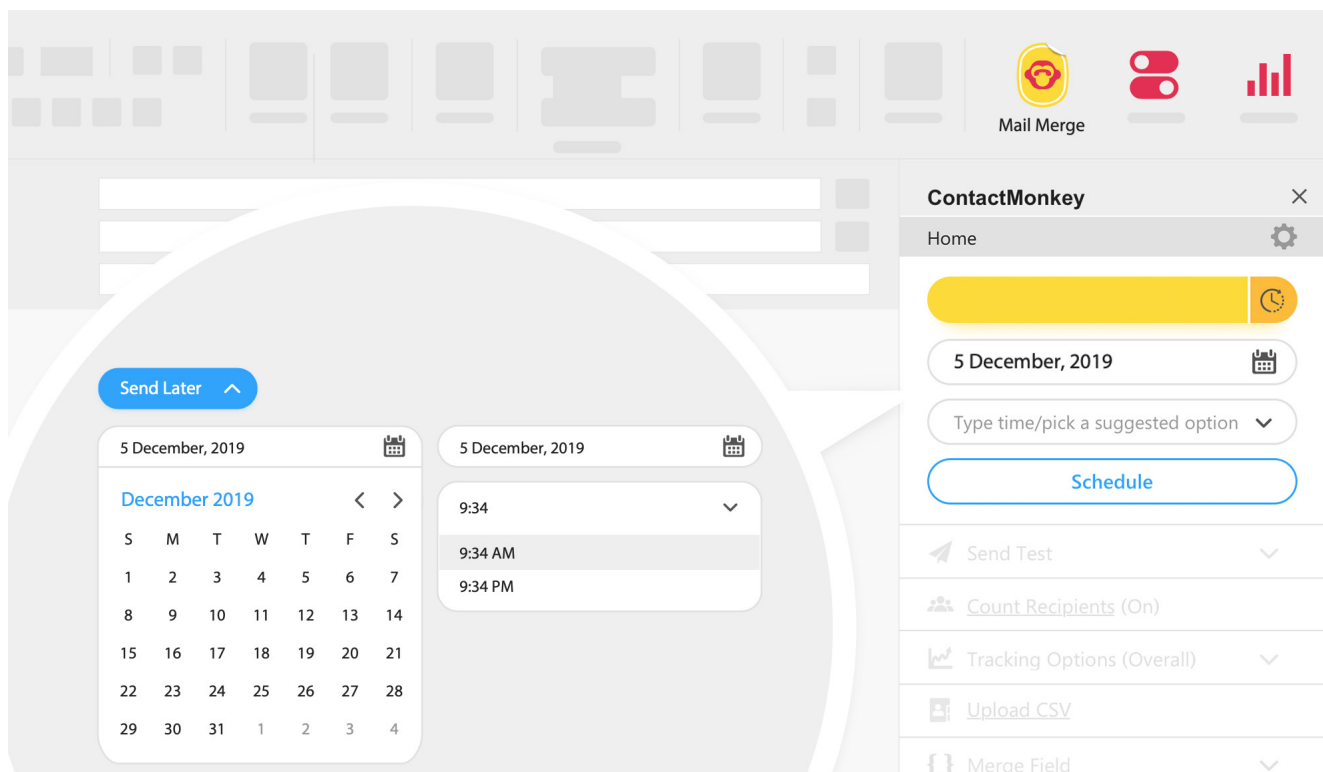 Mail Merge
ContactMonkey
Home
5 December, 2019
Type time/pick a suggested option
Schedule
Send Test
Count Recipients (On)
Tracking Options (Overall)
Upload CSV
{ } Merge Field
Send Later
5 December, 2019
December 2019
S M T W T F S
1 2 3 4 5 6 7
8 9 10 11 12 13 14
15 16 17 18 19 20 21
22 23 24 25 26 27 28
29 30 31 1 2 3 4
5 December, 2019
9:34
9:34 AM
9:34 PM